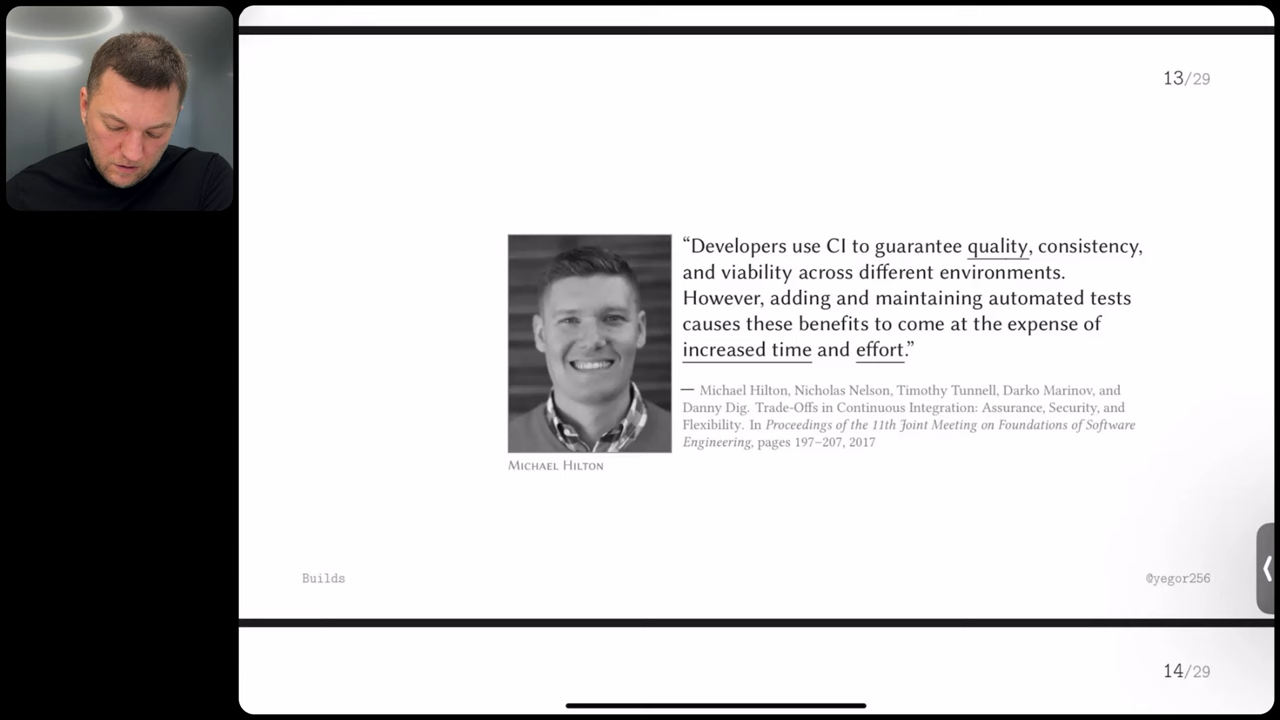 13/29
“Developers use CI to guarantee quality, consistency,
and viability across different environments.
However, adding and maintaining automated tests
causes these benefits to come at the expense of
increased time and effort.”
— Michael Hilton, Nicholas Nelson, Timothy Tunnell, Darko Marinov, and
Danny Dig. Trade-Offs in Continuous Integration: Assurance, Security, and
Flexibility. In Proceedings of the 11th Joint Meeting on Foundations of Software
Engineering, pages 197–207, 2017
Michael Hilton
Builds
@yegor256
14/29